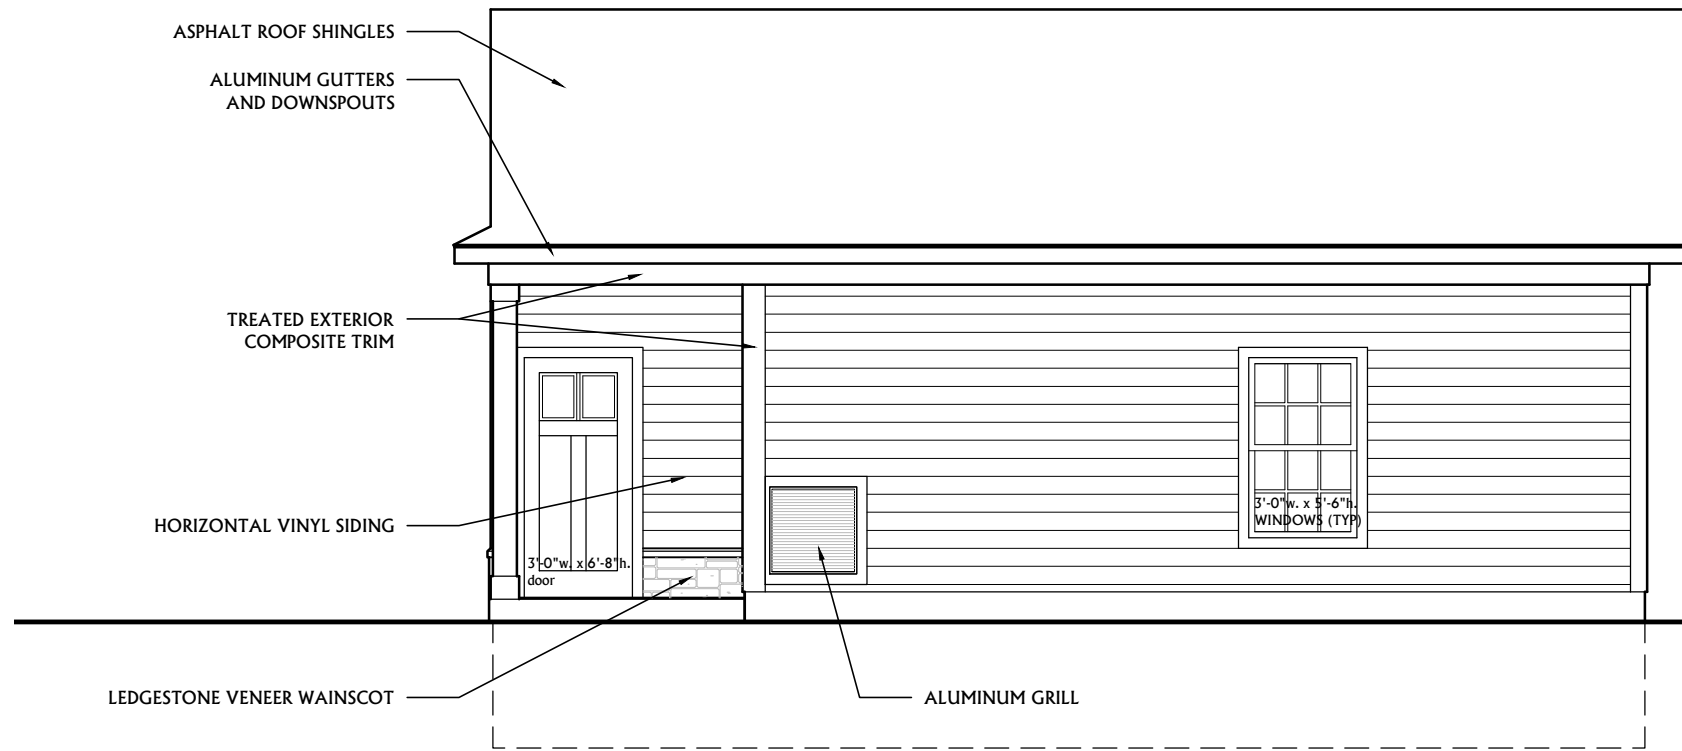 ASPHALT ROOF SHINGLES
ALUMINUM GUTTERS
AND DOWNSPOUTS
TREATED EXTERIOR
COMPOSITE TRIM
HORIZONTAL VINYL SIDING
3'-0"w. x 6'-8"h.
door
3'-0"w. x 5'-6"h.
WINDOWS (TYP)
LEDGESTONE VENEER WAINSCOT
ALUMINUM GRILL